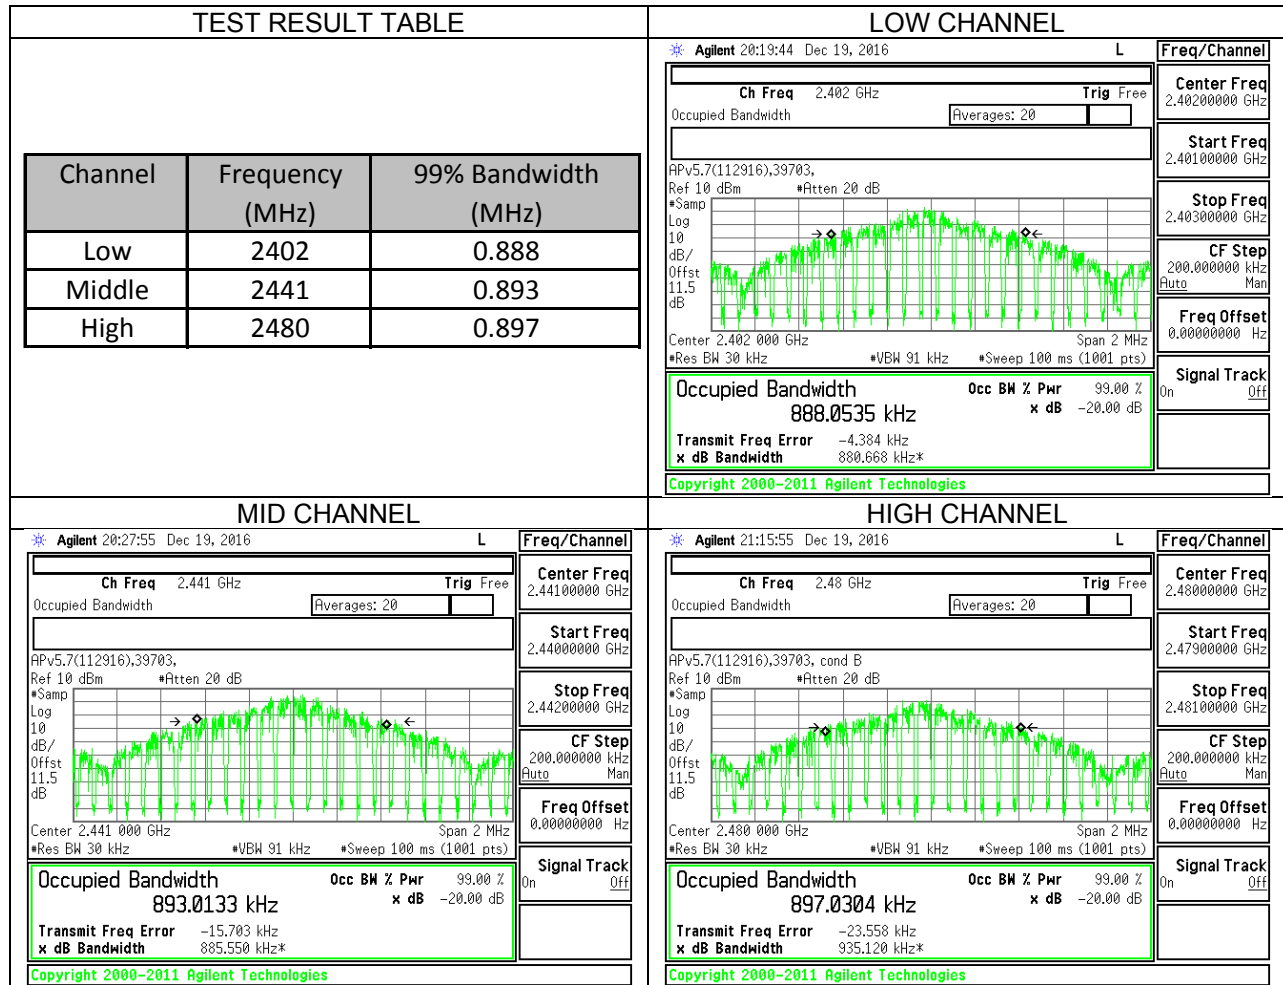 TEST RESULT TABLE
Channel Frequency (MHz) 99% Bandwidth (MHz)
Low 2402 0.888
Middle 2441 0.893
High 2480 0.897
LOW CHANNEL
Agilent 20:19:44 Dec 19, 2016 L
Ch Freq 2.402 GHz Trig Free
Occupied Bandwidth Averages: 20
APv5.7(112916),39703,
Ref 10 dBm #Atten 20 dB
#Samp
Log
10
dB/
Offst
11.5
dB
Center 2.402 000 GHz Span 2 MHz
#Res BW 30 kHz #VBW 91 kHz #Sweep 100 ms (1001 pts)
Occupied Bandwidth Occ BW % Pwr 99.00 %
888.0535 kHz x dB -20.00 dB
Transmit Freq Error -4.384 kHz
x dB Bandwidth 880.668 kHz*
Copyright 2000-2011 Agilent Technologies
Freq/Channel
Center Freq
2.40200000 GHz
Start Freq
2.40100000 GHz
Stop Freq
2.40300000 GHz
CF Step
200.000000 kHz
Auto Man
Freq Offset
0.00000000 Hz
Signal Track
On Off
MID CHANNEL
Agilent 20:27:55 Dec 19, 2016 L
Ch Freq 2.441 GHz Trig Free
Occupied Bandwidth Averages: 20
APv5.7(112916),39703,
Ref 10 dBm #Atten 20 dB
#Samp
Log
10
dB/
Offst
11.5
dB
Center 2.441 000 GHz Span 2 MHz
#Res BW 30 kHz #VBW 91 kHz #Sweep 100 ms (1001 pts)
Occupied Bandwidth Occ BW % Pwr 99.00 %
893.0133 kHz x dB -20.00 dB
Transmit Freq Error -15.703 kHz
x dB Bandwidth 885.550 kHz*
Copyright 2000-2011 Agilent Technologies
Freq/Channel
Center Freq
2.44100000 GHz
Start Freq
2.44000000 GHz
Stop Freq
2.44200000 GHz
CF Step
200.000000 kHz
Auto Man
Freq Offset
0.00000000 Hz
Signal Track
On Off
HIGH CHANNEL
Agilent 21:15:55 Dec 19, 2016 L
Ch Freq 2.48 GHz Trig Free
Occupied Bandwidth Averages: 20
APv5.7(112916),39703, cond B
Ref 10 dBm #Atten 20 dB
#Samp
Log
10
dB/
Offst
11.5
dB
Center 2.480 000 GHz Span 2 MHz
#Res BW 30 kHz #VBW 91 kHz #Sweep 100 ms (1001 pts)
Occupied Bandwidth Occ BW % Pwr 99.00 %
897.0304 kHz x dB -20.00 dB
Transmit Freq Error -23.558 kHz
x dB Bandwidth 935.120 kHz*
Copyright 2000-2011 Agilent Technologies
Freq/Channel
Center Freq
2.48000000 GHz
Start Freq
2.47900000 GHz
Stop Freq
2.48100000 GHz
CF Step
200.000000 kHz
Auto Man
Freq Offset
0.00000000 Hz
Signal Track
On Off